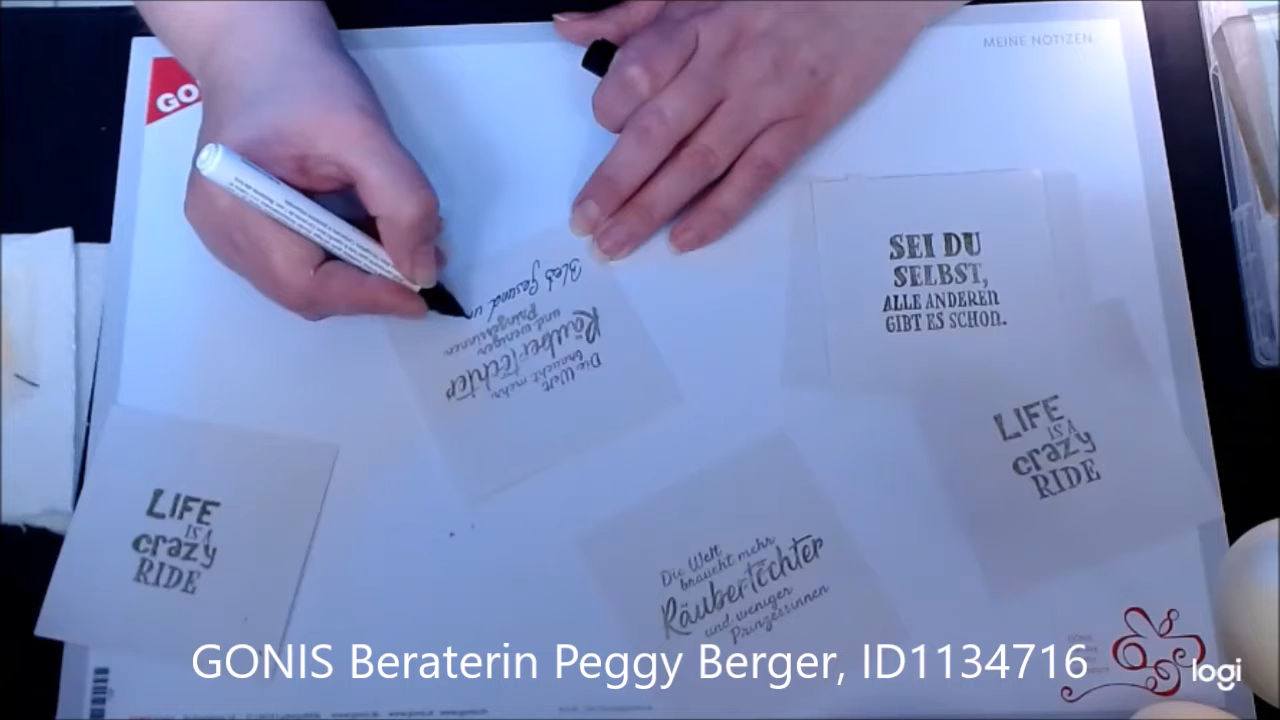 MEINE NOTIZEN
GO
SEI DU
SELBST,
ALLE ANDEREN
GIBT ES SCHON.
Die Welt
braucht mehr
Räubertöchter
und weniger
Prinzessinnen
Bleib Gesund un
LIFE
IS A
crazy
RIDE
LIFE
IS A
crazy
RIDE
Die Welt
braucht mehr
Räubertöchter
und weniger
Prinzessinnen
GONIS Beraterin Peggy Berger, ID1134716
logi